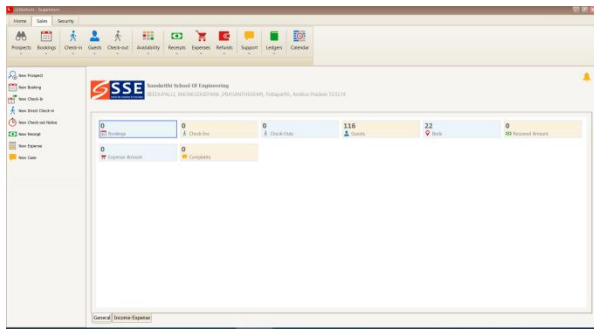 Home Sales Security
Prospects Bookings Check-in Guests Check-out Availability Receipts Expenses Refunds Support Ledgers Calendar
New Prospect
New Booking
New Check-In
New Direct Check-in
New Check-out Notice
New Receipt
New Expense
New Case
SSE
Sanskrithi School Of Engineering
0 Bookings
0 Check-Ins
0 Check-Outs
116 Guests
22 Beds
0 Received Amount
0 Expense Amount
0 Complaints
General Income-Expense